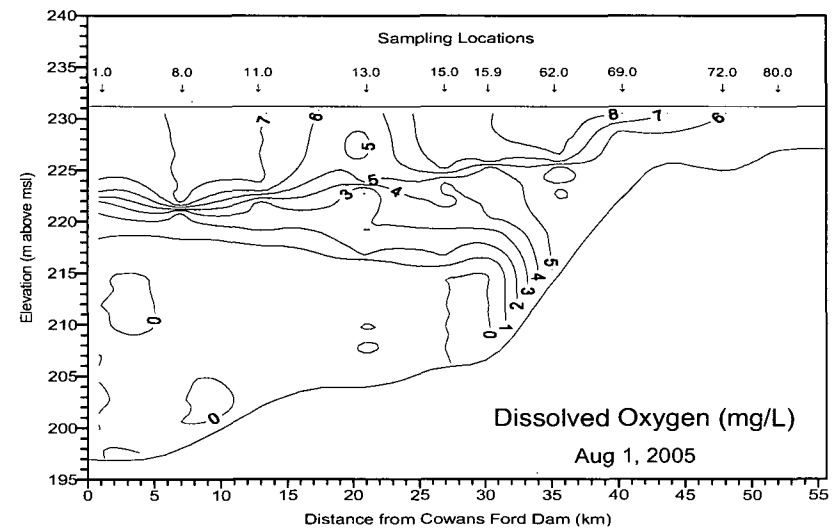 240
Sampling Locations
235
1.0 8.0 11.0 13.0 15.0 15.9 62.0 69.0 72.0 80.0
230
7 7 6 8 7 6
5
225
5
3 4
220
5
4
215
3
2
0 1
210
0
205
0
200
195
Elevation (m above msl)
Dissolved Oxygen (mg/L)
Aug 1, 2005
0 5 10 15 20 25 30 35 40 45 50 55
Distance from Cowans Ford Dam (km)